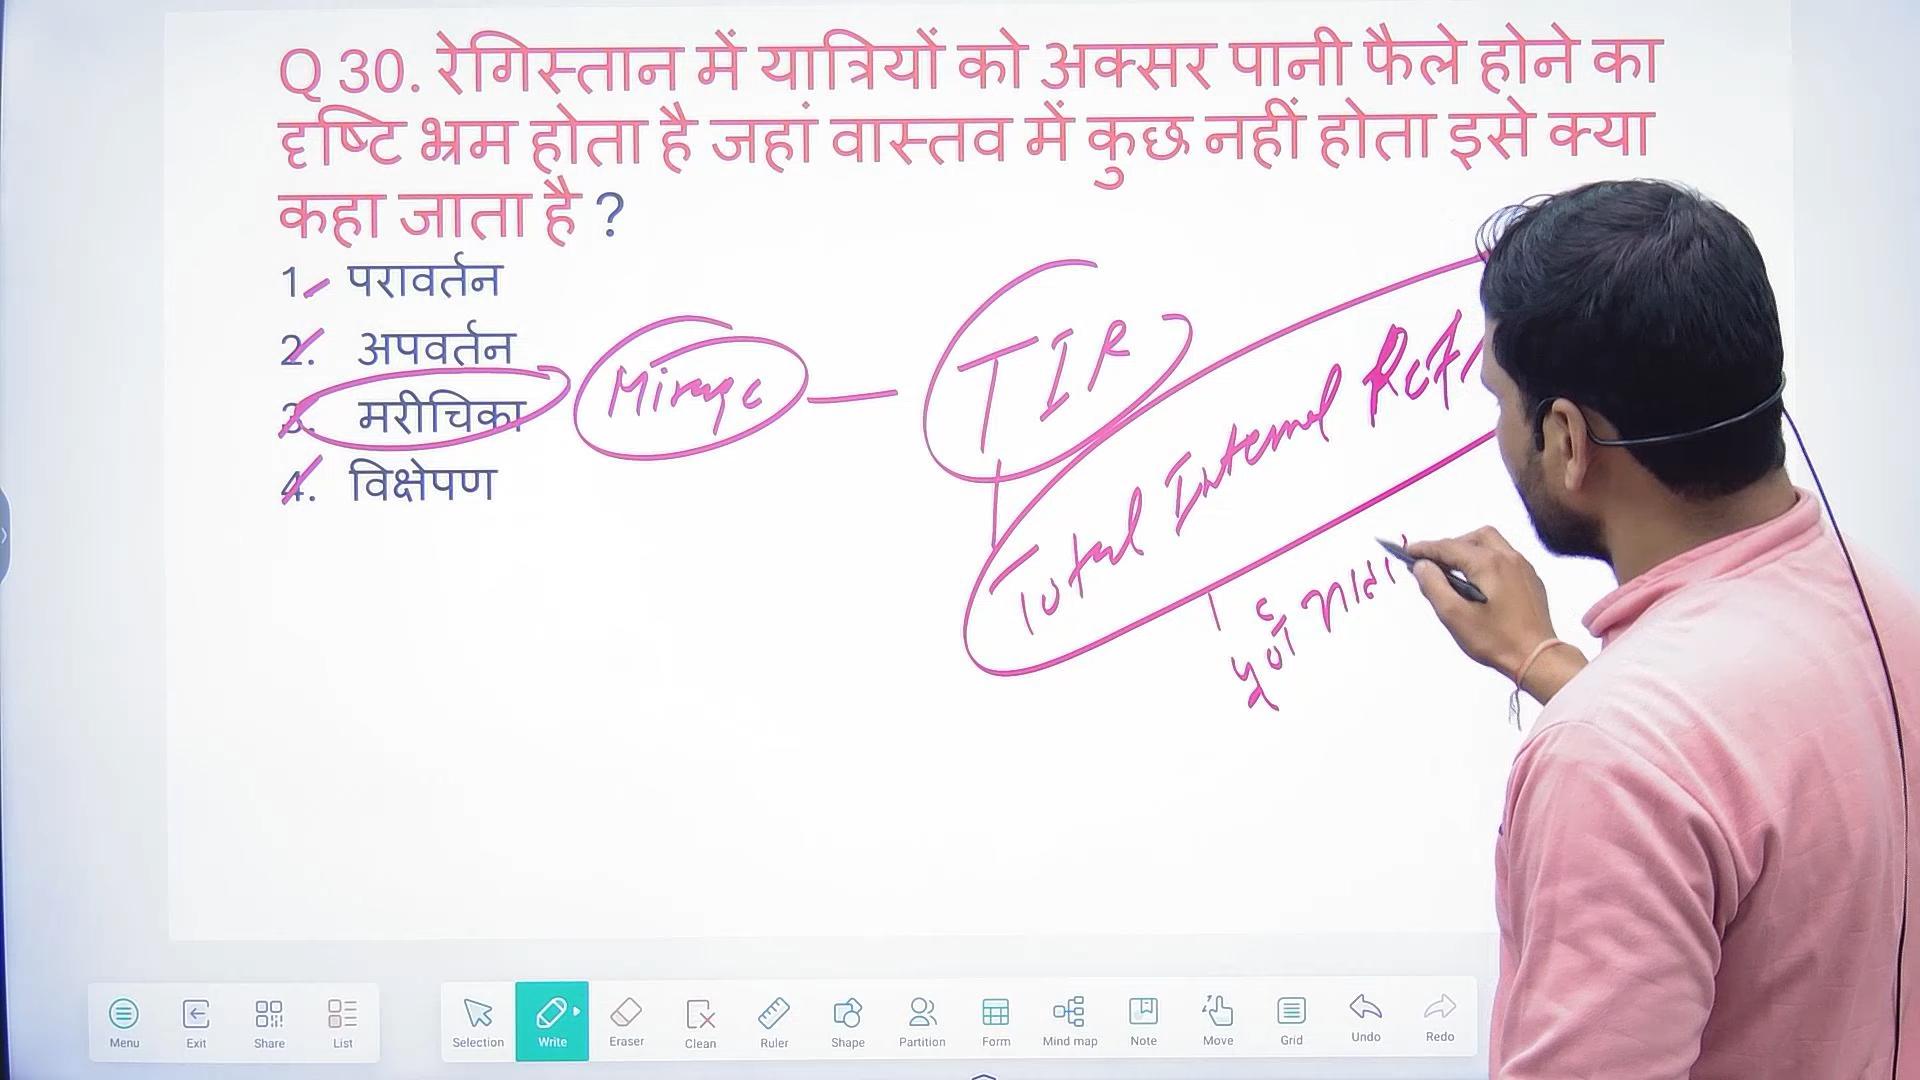 Q 30. रेगिस्तान में यात्रियों को अक्सर पानी फैले होने का
दृष्टि भ्रम होता है जहां वास्तव में कुछ नहीं होता इसे क्या
कहा जाता है ?
1. परावर्तन
2. अपवर्तन
3. मरीचिका
4. विक्षेपण
Mirage
TIR
Total Internal
पूर्ण
Menu Exit Share List Selection Write Eraser Clean Ruler Shape Partition Form Mind map Note Move Grid Undo Redo